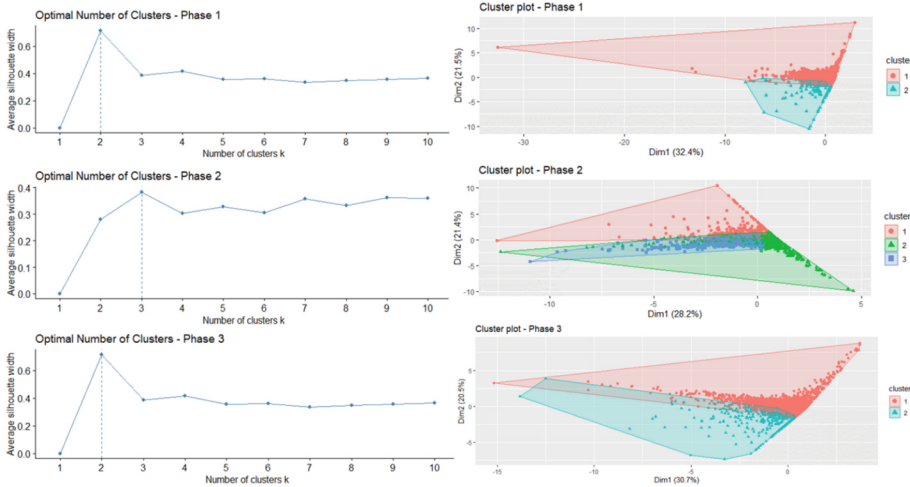 Optimal Number of Clusters - Phase 1
Average silhouette width
0.6
0.4
0.2
0.0
1 2 3 4 5 6 7 8 9 10
Number of clusters k
Cluster plot - Phase 1
Dim2 (21.5%)
10
5
0
-5
-10
-30 -20 -10 0
Dim1 (32.4%)
cluster
1
2
Optimal Number of Clusters - Phase 2
Average silhouette width
0.4
0.3
0.2
0.1
0.0
1 2 3 4 5 6 7 8 9 10
Number of clusters k
Cluster plot - Phase 2
Dim2 (21.4%)
10
5
0
-5
-10
-10 -5 0 5
Dim1 (28.2%)
cluster
1
2
3
Optimal Number of Clusters - Phase 3
Average silhouette width
0.6
0.4
0.2
0.0
1 2 3 4 5 6 7 8 9 10
Number of clusters k
Cluster plot - Phase 3
Dim2 (20.5%)
5
0
-5
-15 -10 -5 0
Dim1 (30.7%)
cluster
1
2